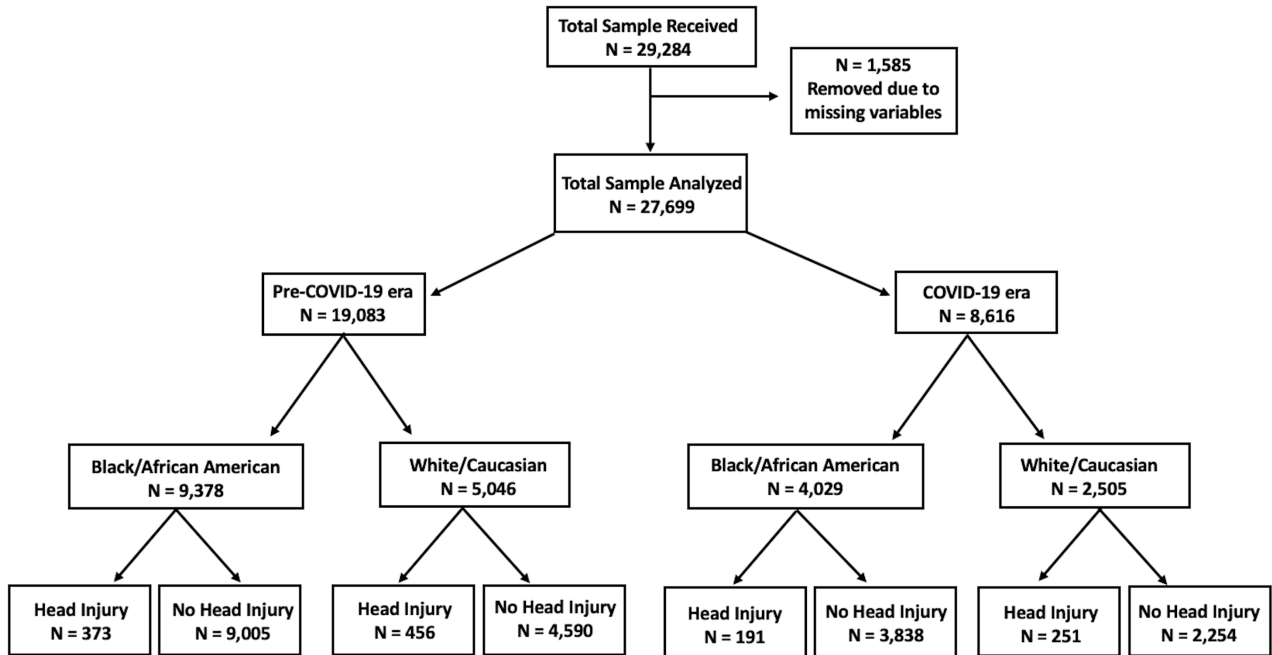 Total Sample Received
N = 29,284
N = 1,585
Removed due to
missing variables
Total Sample Analyzed
N = 27,699
Pre-COVID-19 era
N = 19,083
COVID-19 era
N = 8,616
Black/African American
N = 9,378
White/Caucasian
N = 5,046
Black/African American
N = 4,029
White/Caucasian
N = 2,505
Head Injury
N = 373
No Head Injury
N = 9,005
Head Injury
N = 456
No Head Injury
N = 4,590
Head Injury
N = 191
No Head Injury
N = 3,838
Head Injury
N = 251
No Head Injury
N = 2,254